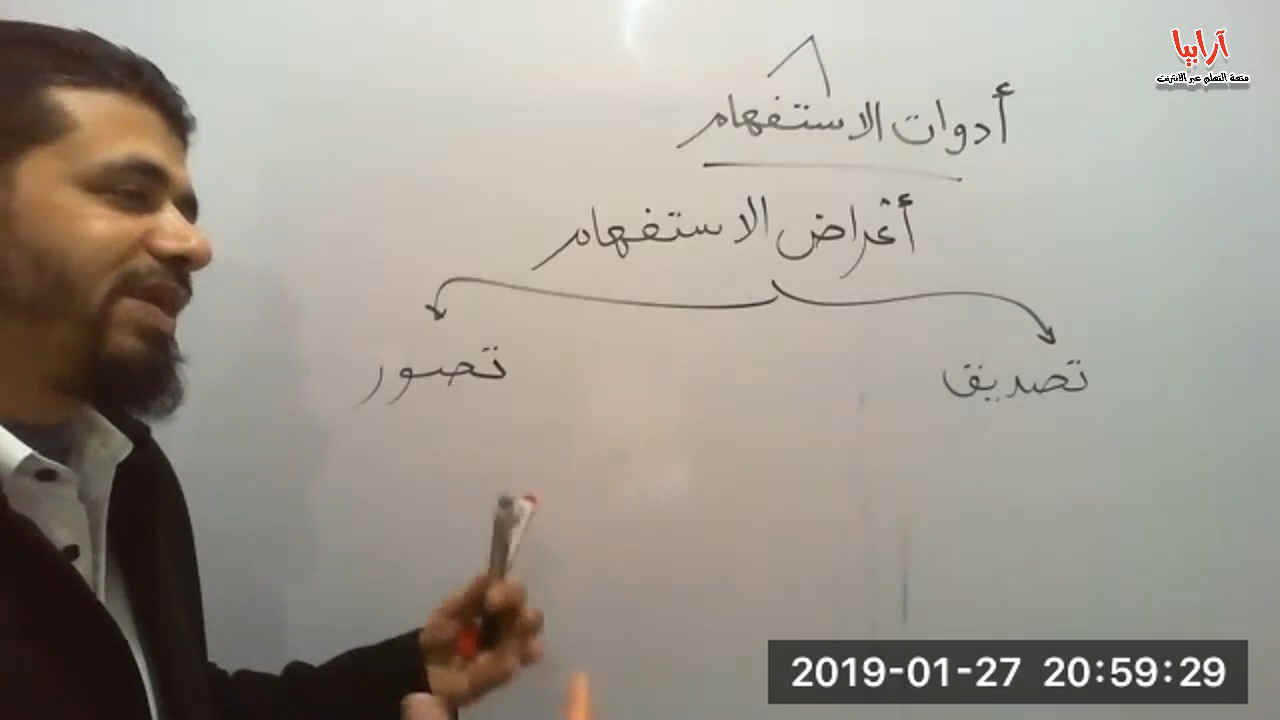 آرابيا
منصة التعلم عبر الانترنت
أدوات الاستفهام
أغراض الاستفهام
تصديق
تصور
2019-01-27 20:59:29